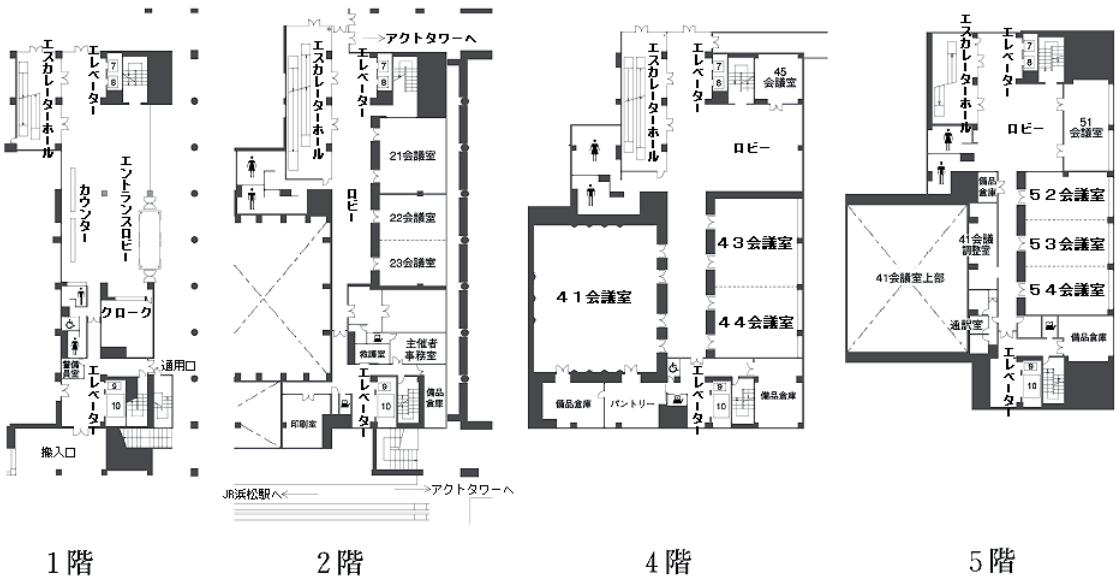 エスカレーターホール
エレベーター
7
8
エントランスロビー
カウンター
クローク
警備員室
通用口
エレベーター
9
10
搬入口
1階
アクトタワーへ
エスカレーターホール
エレベーター
7
8
21会議室
ロビー
22会議室
23会議室
主催者
事務室
救護室
エレベーター
9
10
備品
倉庫
印刷室
JR浜松駅へ
アクトタワーへ
2階
エスカレーターホール
エレベーター
7
8
45
会議室
ロビー
41会議室
43会議室
44会議室
備品倉庫
パントリー
エレベーター
9
10
備品倉庫
4階
エスカレーターホール
エレベーター
7
8
ロビー
51
会議室
備品
倉庫
52会議室
41会議
調整室
53会議室
41会議室上部
54会議室
通訳室
備品倉庫
エレベーター
9
10
5階